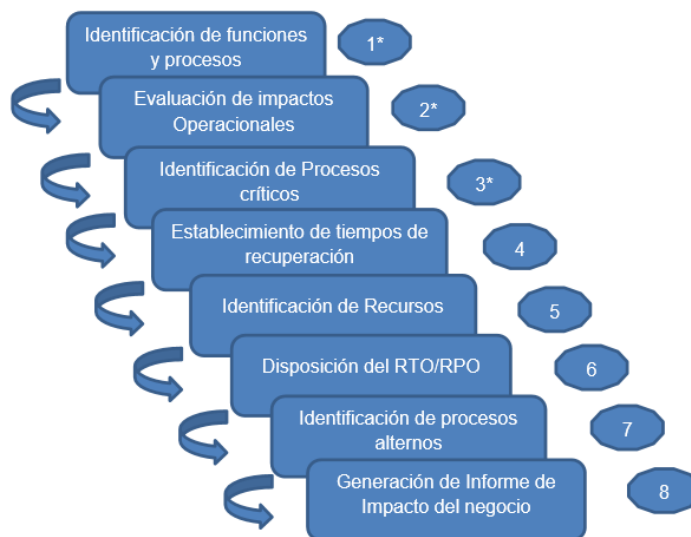 Identificación de funciones
y procesos
1*
Evaluación de impactos
Operacionales
2*
Identificación de Procesos
críticos
3*
Establecimiento de tiempos de
recuperación
4
Identificación de Recursos
5
Disposición del RTO/RPO
6
Identificación de procesos
alternos
7
Generación de Informe de
Impacto del negocio
8